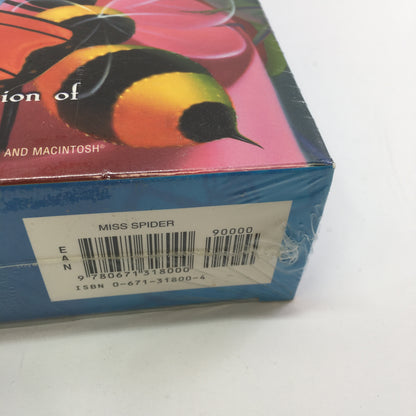 ion of
AND MACINTOSH®
MISS SPIDER
90000
EAN
9 780671 318000
ISBN 0-671-31800-4